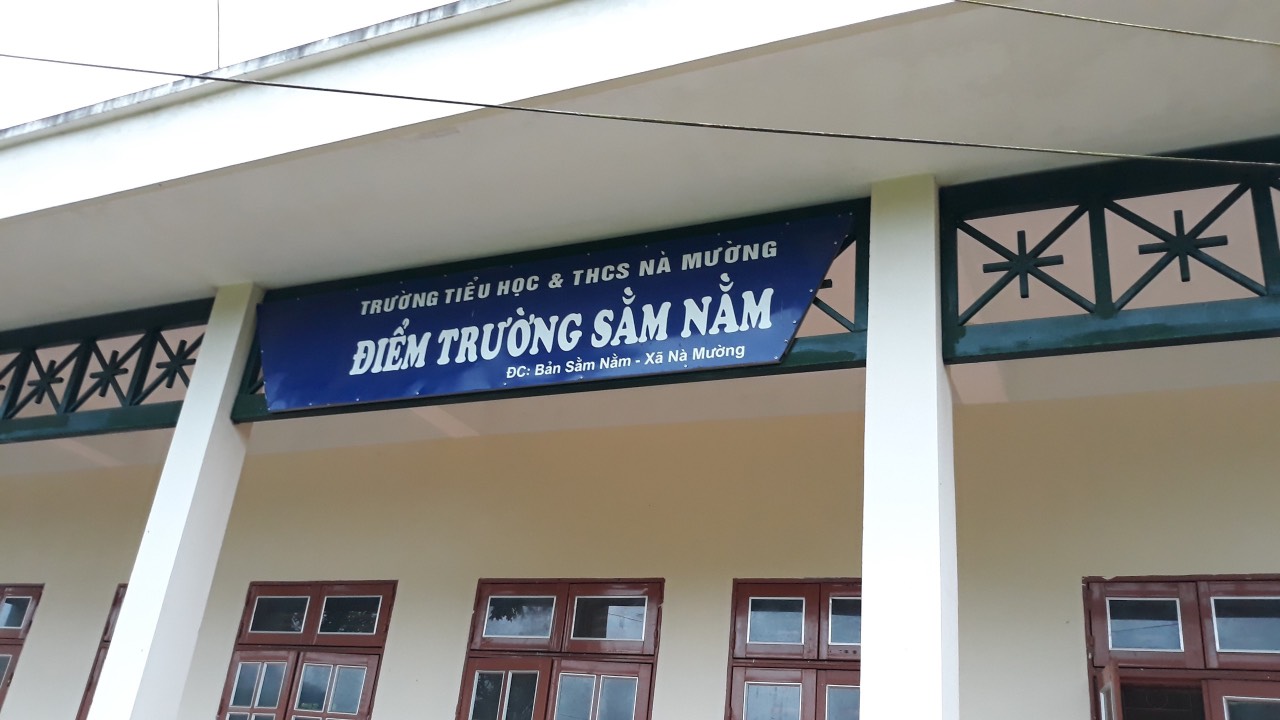 TRƯỜNG TIỂU HỌC & THCS NÀ MƯỜNG
ĐIỂM TRƯỜNG SẰM NẰM
ĐC: Bản Sằm Nằm - Xã Nà Mường